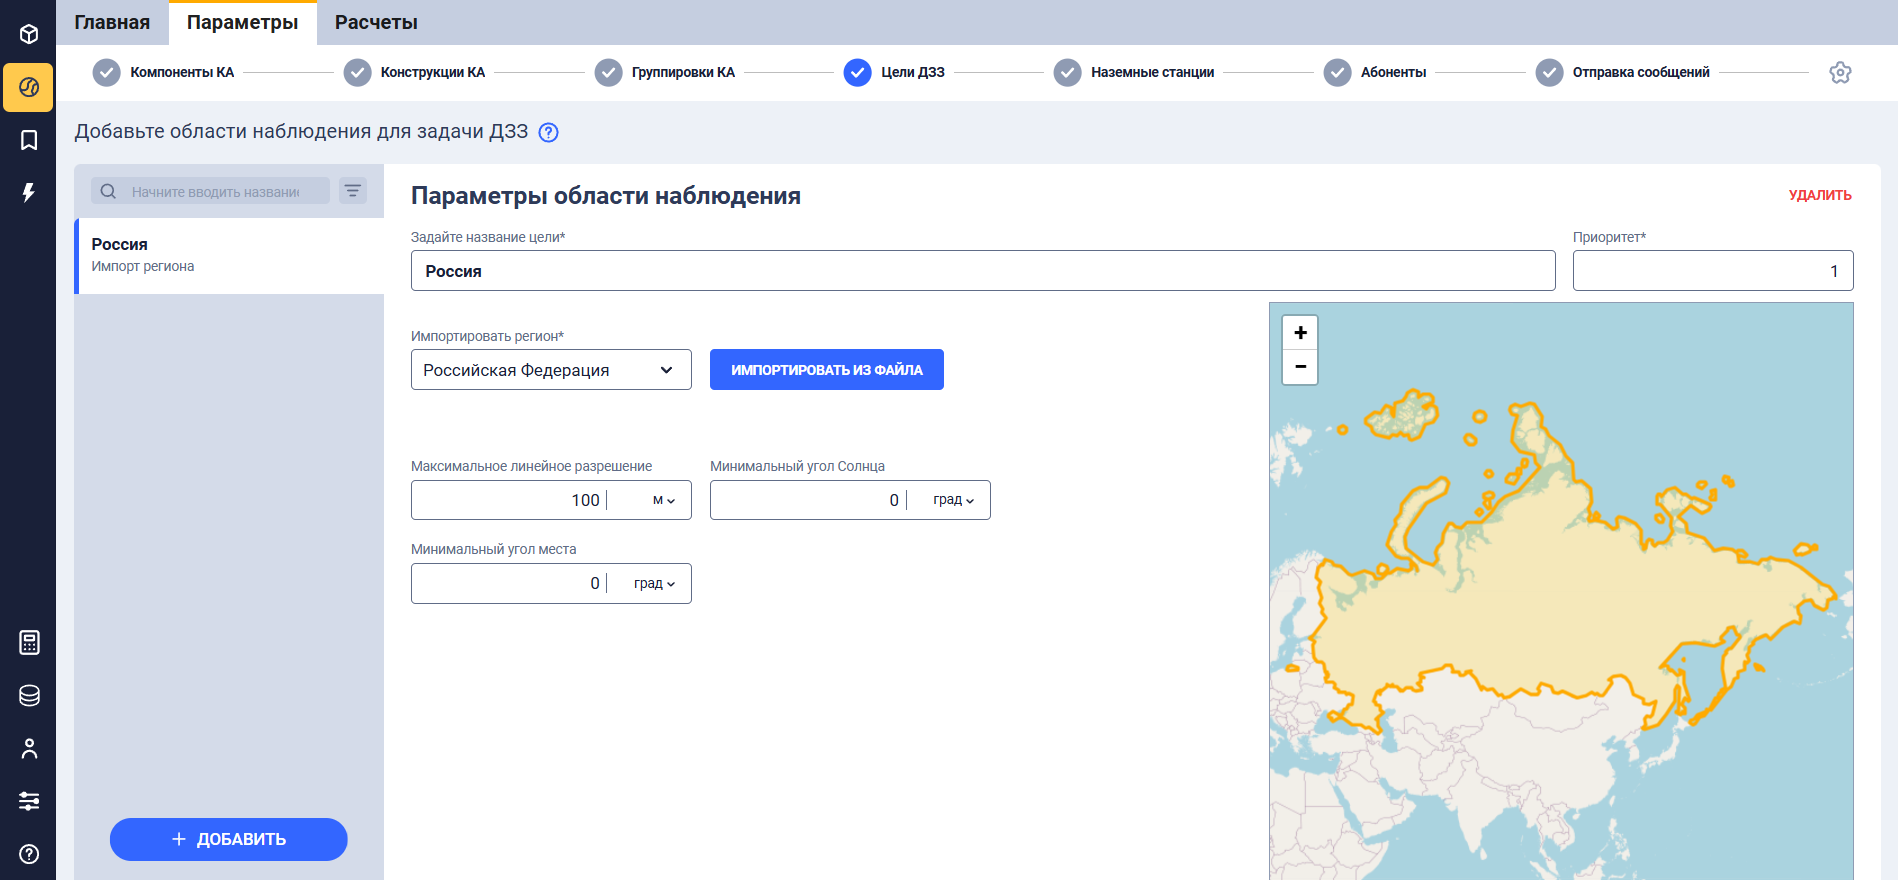 Главная Параметры Расчеты
Компоненты КА Конструкции КА Группировки КА Цели ДЗЗ Наземные станции Абоненты Отправка сообщений
Добавьте области наблюдения для задачи ДЗЗ ?
Начните вводить название
Россия
Импорт региона
+ ДОБАВИТЬ
Параметры области наблюдения
УДАЛИТЬ
Задайте название цели* Приоритет*
Россия 1
Импортировать регион*
Российская Федерация ИМПОРТИРОВАТЬ ИЗ ФАЙЛА
Максимальное линейное разрешение Минимальный угол Солнца
100 м 0 град
Минимальный угол места
0 град
+
−